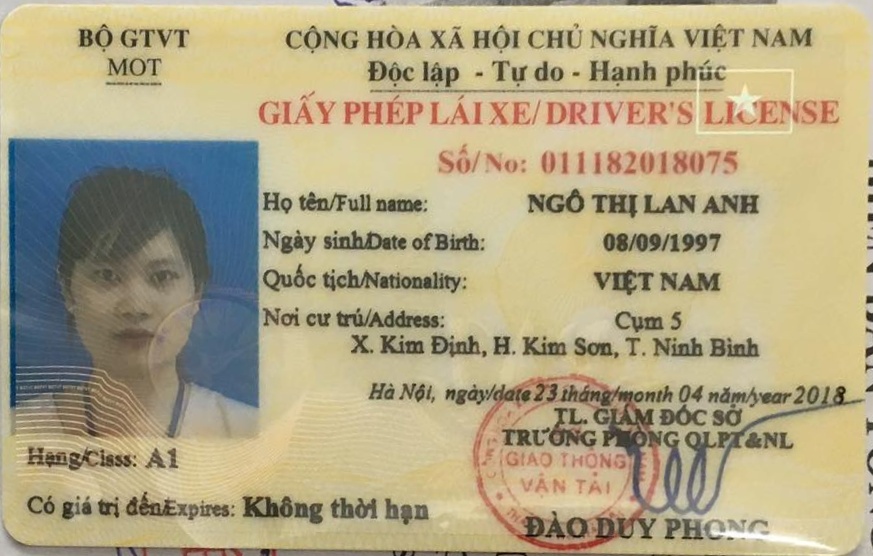 BỘ GTVT
MOT
CỘNG HÒA XÃ HỘI CHỦ NGHĨA VIỆT NAM
Độc lập - Tự do - Hạnh phúc
GIẤY PHÉP LÁI XE/ DRIVER'S LICENSE
Số/ No: 011182018075
Họ tên/Full name: NGÔ THỊ LAN ANH
Ngày sinh/Date of Birth: 08/09/1997
Quốc tịch/Nationality: VIỆT NAM
Nơi cư trú/Address: Cụm 5
X. Kim Định, H. Kim Sơn, T. Ninh Bình
Hà Nội, ngày/date 23 tháng/month 04 năm/year 2018
TL. GIÁM ĐỐC SỞ
TRƯỞNG PHÒNG QLPT&NL
GIAO THÔNG
VẬN TẢI
Hạng/Class: A1
Có giá trị đến/Expires: Không thời hạn
ĐÀO DUY PHONG